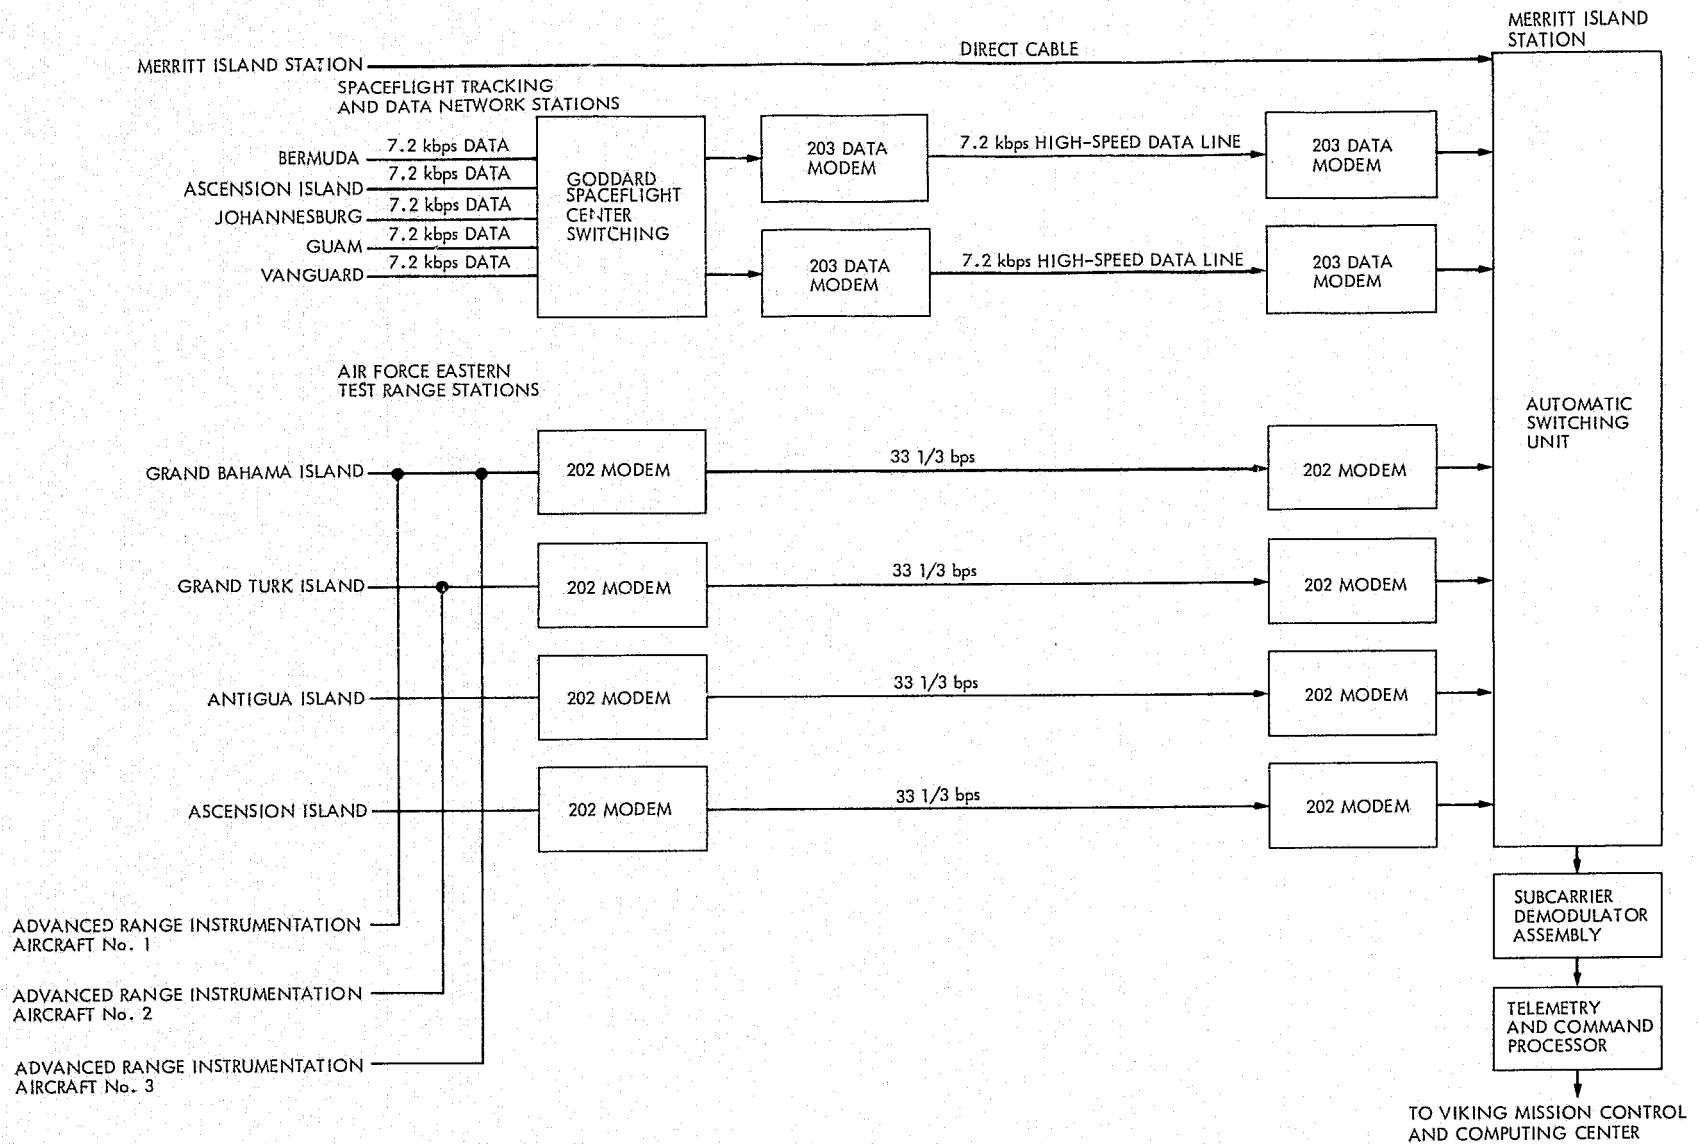 MERRITT ISLAND
STATION
DIRECT CABLE
MERRITT ISLAND STATION
SPACEFLIGHT TRACKING
AND DATA NETWORK STATIONS
BERMUDA
7.2 kbps DATA
ASCENSION ISLAND
7.2 kbps DATA
JOHANNESBURG
7.2 kbps DATA
GUAM
7.2 kbps DATA
VANGUARD
7.2 kbps DATA
GODDARD
SPACEFLIGHT
CENTER
SWITCHING
203 DATA
MODEM
7.2 kbps HIGH-SPEED DATA LINE
203 DATA
MODEM
203 DATA
MODEM
7.2 kbps HIGH-SPEED DATA LINE
203 DATA
MODEM
AIR FORCE EASTERN
TEST RANGE STATIONS
AUTOMATIC
SWITCHING
UNIT
GRAND BAHAMA ISLAND
202 MODEM
33 1/3 bps
202 MODEM
GRAND TURK ISLAND
202 MODEM
33 1/3 bps
202 MODEM
ANTIGUA ISLAND
202 MODEM
33 1/3 bps
202 MODEM
ASCENSION ISLAND
202 MODEM
33 1/3 bps
202 MODEM
ADVANCED RANGE INSTRUMENTATION
AIRCRAFT No. 1
ADVANCED RANGE INSTRUMENTATION
AIRCRAFT No. 2
ADVANCED RANGE INSTRUMENTATION
AIRCRAFT No. 3
SUBCARRIER
DEMODULATOR
ASSEMBLY
TELEMETRY
AND COMMAND
PROCESSOR
TO VIKING MISSION CONTROL
AND COMPUTING CENTER